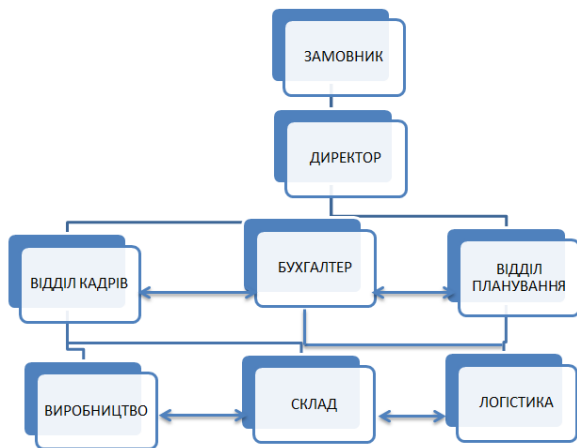 ЗАМОВНИК
ДИРЕКТОР
ВІДДІЛ КАДРІВ
БУХГАЛТЕР
ВІДДІЛ
ПЛАНУВАННЯ
ВИРОБНИЦТВО
СКЛАД
ЛОГІСТИКА